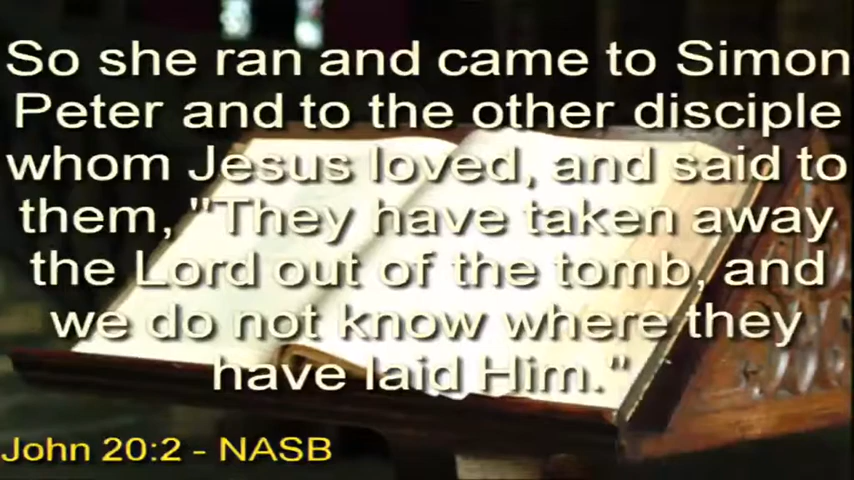 So she ran and came to Simon
Peter and to the other disciple
whom Jesus loved, and said to
them, "They have taken away
the Lord out of the tomb, and
we do not know where they
have laid Him."
John 20:2 - NASB